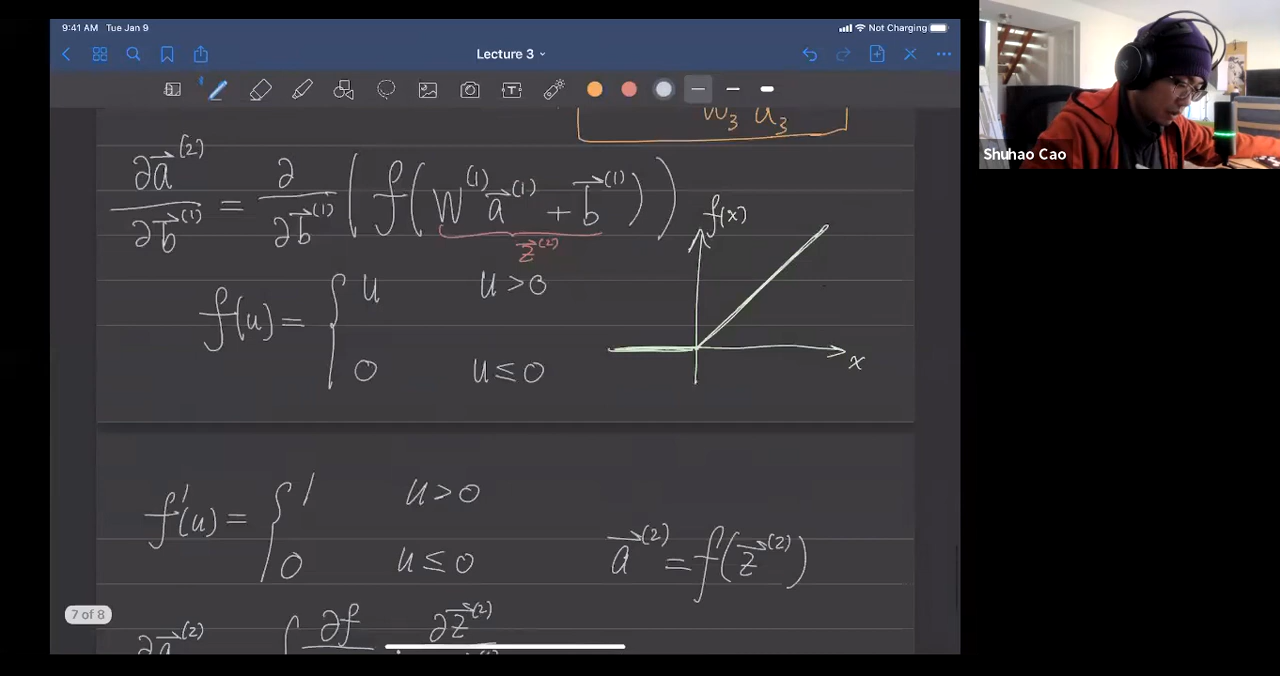 9:41 AM Tue Jan 9
Not Charging
Lecture 3
W₃ a₃
∂a⃗⁽²⁾/∂b⃗⁽¹⁾ = ∂/∂b⃗⁽¹⁾ ( f( W⁽¹⁾ a⃗⁽¹⁾ + b⃗⁽¹⁾ ) )
z⃗⁽²⁾
f(x)
f(u) = { u u > 0
0 u ≤ 0
x
f'(u) = { 1 u > 0
0 u ≤ 0
a⃗⁽²⁾ = f( z⃗⁽²⁾ )
7 of 8
∂a⃗⁽²⁾ { ∂f ∂z⃗⁽²⁾
Shuhao Cao